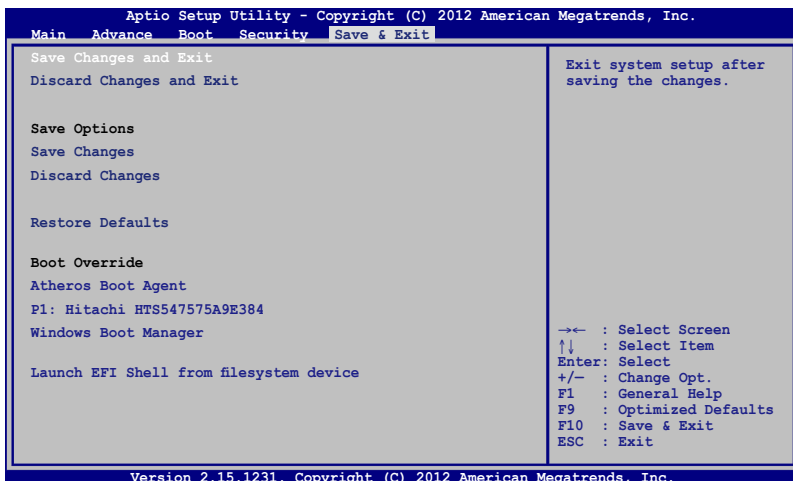 Aptio Setup Utility - Copyright (C) 2012 American Megatrends, Inc.
Main Advance Boot Security Save & Exit
Save Changes and Exit
Discard Changes and Exit
Save Options
Save Changes
Discard Changes
Restore Defaults
Boot Override
Atheros Boot Agent
P1: Hitachi HTS547575A9E384
Windows Boot Manager
Launch EFI Shell from filesystem device
Exit system setup after
saving the changes.
→← : Select Screen
↑↓ : Select Item
Enter: Select
+/— : Change Opt.
F1 : General Help
F9 : Optimized Defaults
F10 : Save & Exit
ESC : Exit
Version 2.15.1231. Copyright (C) 2012 American Megatrends, Inc.